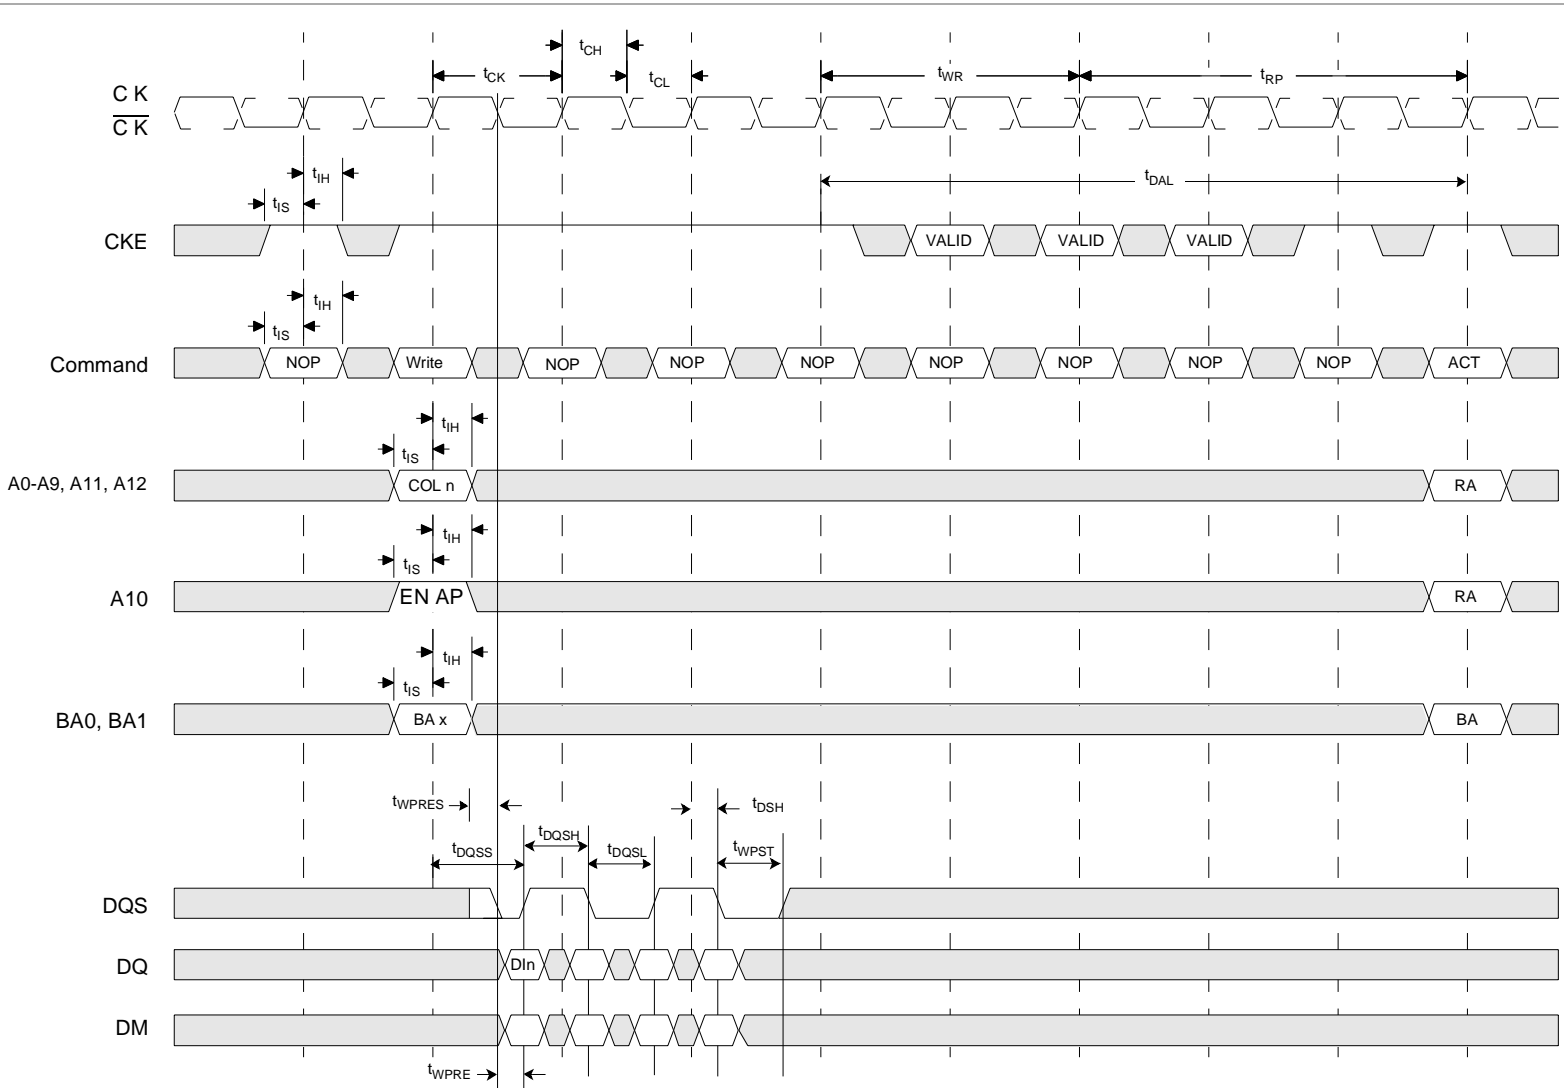 tCH
tCK
tCL
tWR
tRP
C K
C K
tIH
tIS
tDAL
CKE
VALID
VALID
VALID
tIH
tIS
Command
NOP
Write
NOP
NOP
NOP
NOP
NOP
NOP
NOP
ACT
tIH
tIS
A0-A9, A11, A12
COL n
RA
tIH
tIS
A10
EN AP
RA
tIH
tIS
BA0, BA1
BA x
BA
tWPRES
tDSH
tDQSH
tDQSS
tDQSL
tWPST
DQS
DQ
DIn
DM
tWPRE